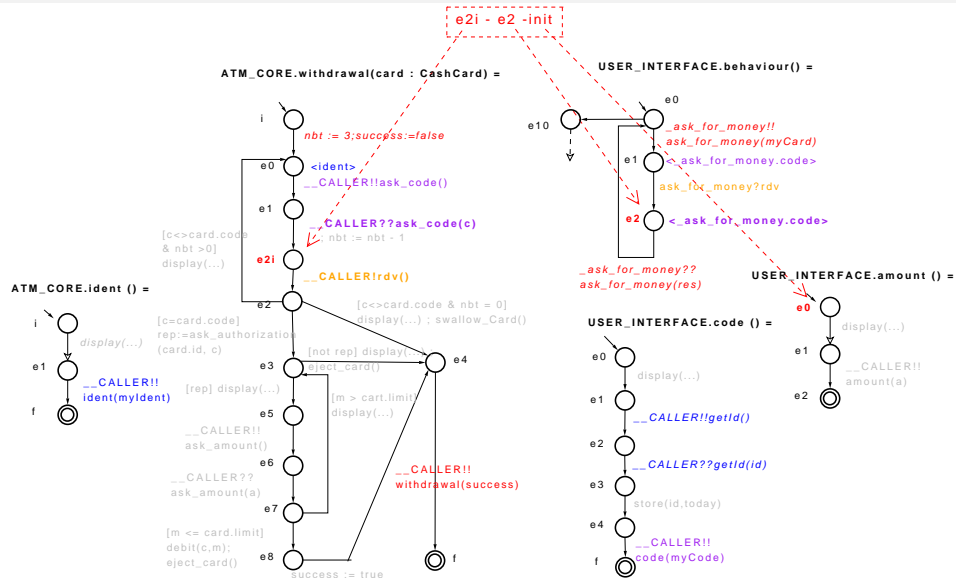 e2i - e2 -init
ATM_CORE.withdrawal(card : CashCard) =
i
nbt := 3;success:=false
e0
<ident>
__CALLER!!ask_code()
e1
__CALLER??ask_code(c)
; nbt := nbt - 1
[c<>card.code
& nbt >0]
display(...)
e2i
__CALLER!rdv()
e2
[c<>card.code & nbt = 0]
display(...) ; swallow_Card()
[c=card.code]
rep:=ask_authorization
(card.id, c)
[not rep] display(...) ;
eject_card()
e3
e4
[rep] display(...)
[m > cart.limit]
display(...)
e5
__CALLER!!
ask_amount()
e6
__CALLER??
ask_amount(a)
e7
__CALLER!!
withdrawal(success)
[m <= card.limit]
debit(c,m);
eject_card()
e8
success := true
f
ATM_CORE.ident () =
i
display(...)
e1
__CALLER!!
ident(myIdent)
f
USER_INTERFACE.behaviour() =
e0
e10
_ask_for_money!!
ask_for_money(myCard)
e1
<_ask_for_money.code>
ask_for_money?rdv
e2
<_ask_for_money.code>
_ask_for_money??
ask_for_money(res)
USER_INTERFACE.code () =
e0
display(...)
e1
__CALLER!!getId()
e2
__CALLER??getId(id)
e3
store(id,today)
e4
__CALLER!!
code(myCode)
f
USER_INTERFACE.amount () =
e0
display(...)
e1
__CALLER!!
amount(a)
e2